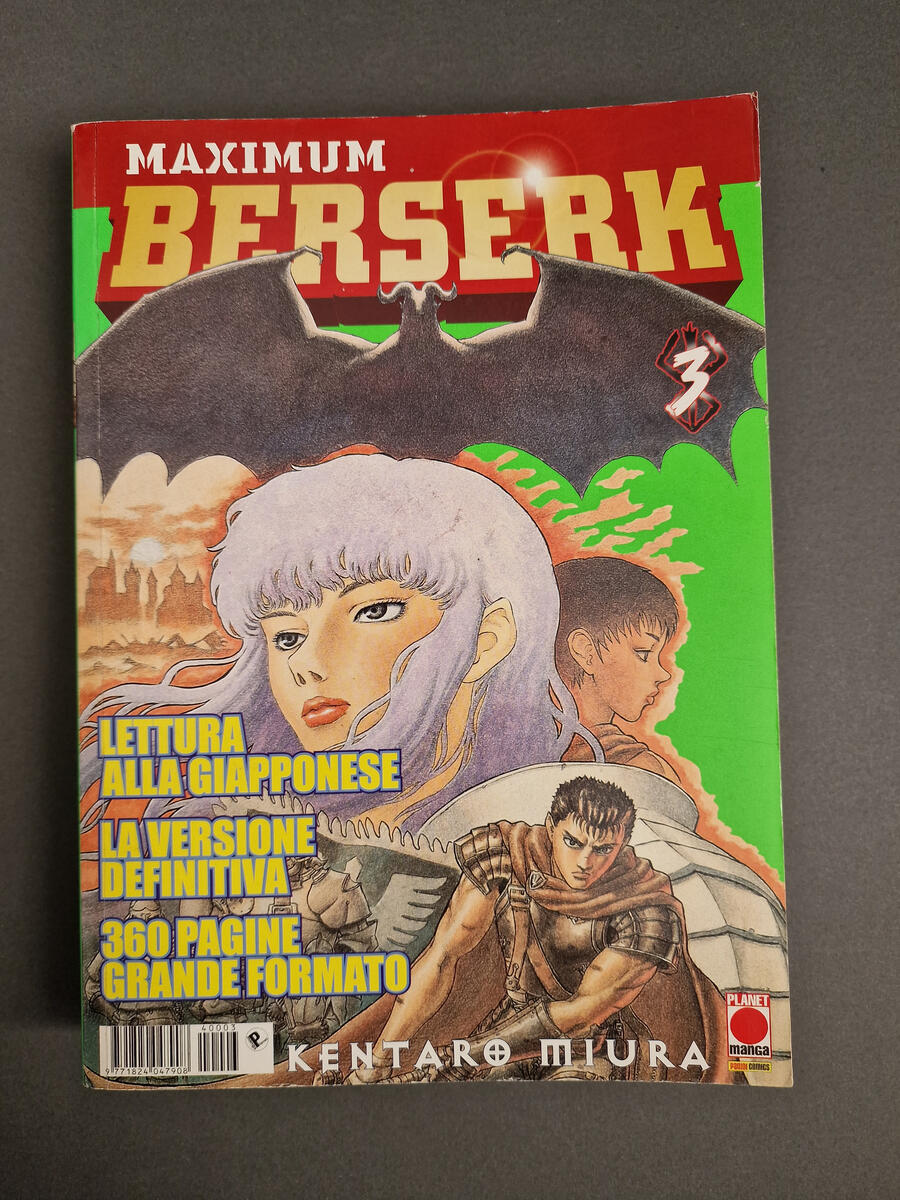 MAXIMUM
BERSERK
3
LETTURA
ALLA GIAPPONESE
LA VERSIONE
DEFINITIVA
360 PAGINE
GRANDE FORMATO
40003
9 771824 047908
P
KENTARO MIURA
PLANET
manga
PANINI COMICS